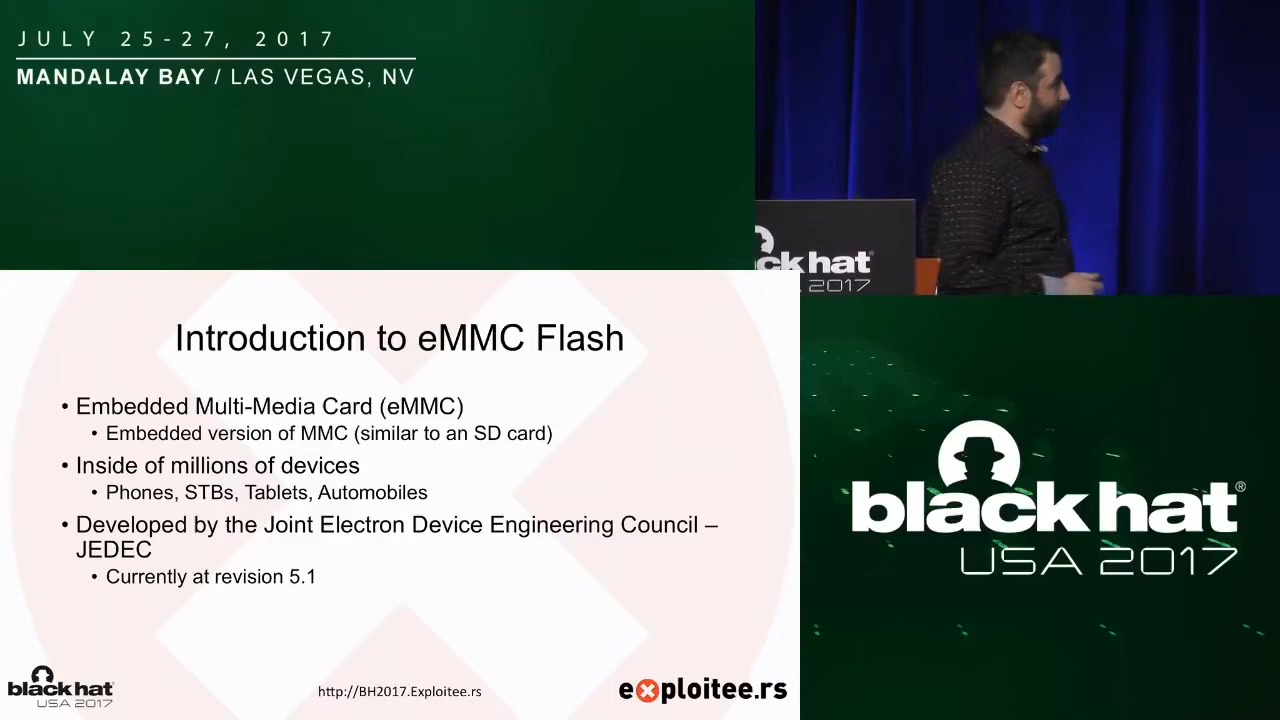 JULY 25-27, 2017
MANDALAY BAY / LAS VEGAS, NV
ck hat
2017
Introduction to eMMC Flash
• Embedded Multi-Media Card (eMMC)
• Embedded version of MMC (similar to an SD card)
• Inside of millions of devices
• Phones, STBs, Tablets, Automobiles
• Developed by the Joint Electron Device Engineering Council –
JEDEC
• Currently at revision 5.1
black hat®
USA 2017
black hat
USA 2017
http://BH2017.Exploitee.rs
exploitee.rs